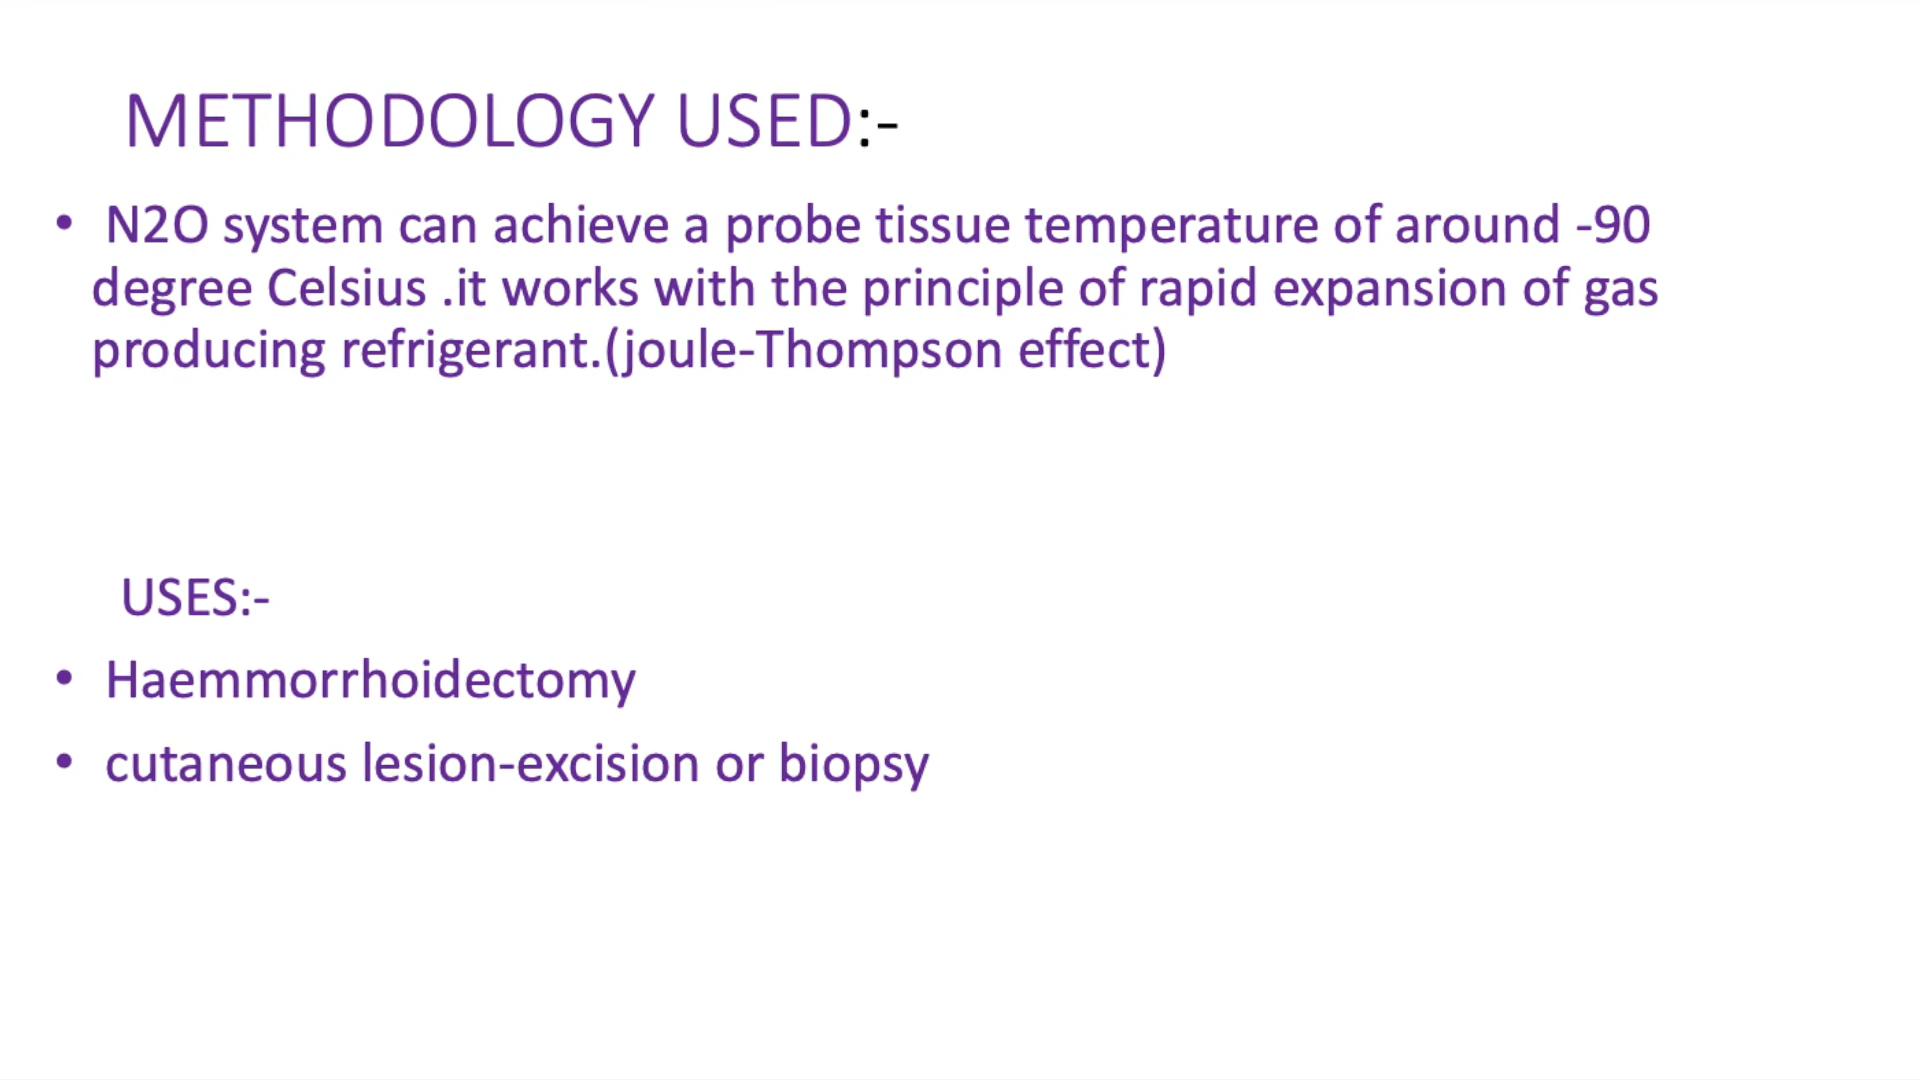 METHODOLOGY USED:-
• N2O system can achieve a probe tissue temperature of around -90
degree Celsius .it works with the principle of rapid expansion of gas
producing refrigerant.(joule-Thompson effect)
USES:-
• Haemmorrhoidectomy
• cutaneous lesion-excision or biopsy